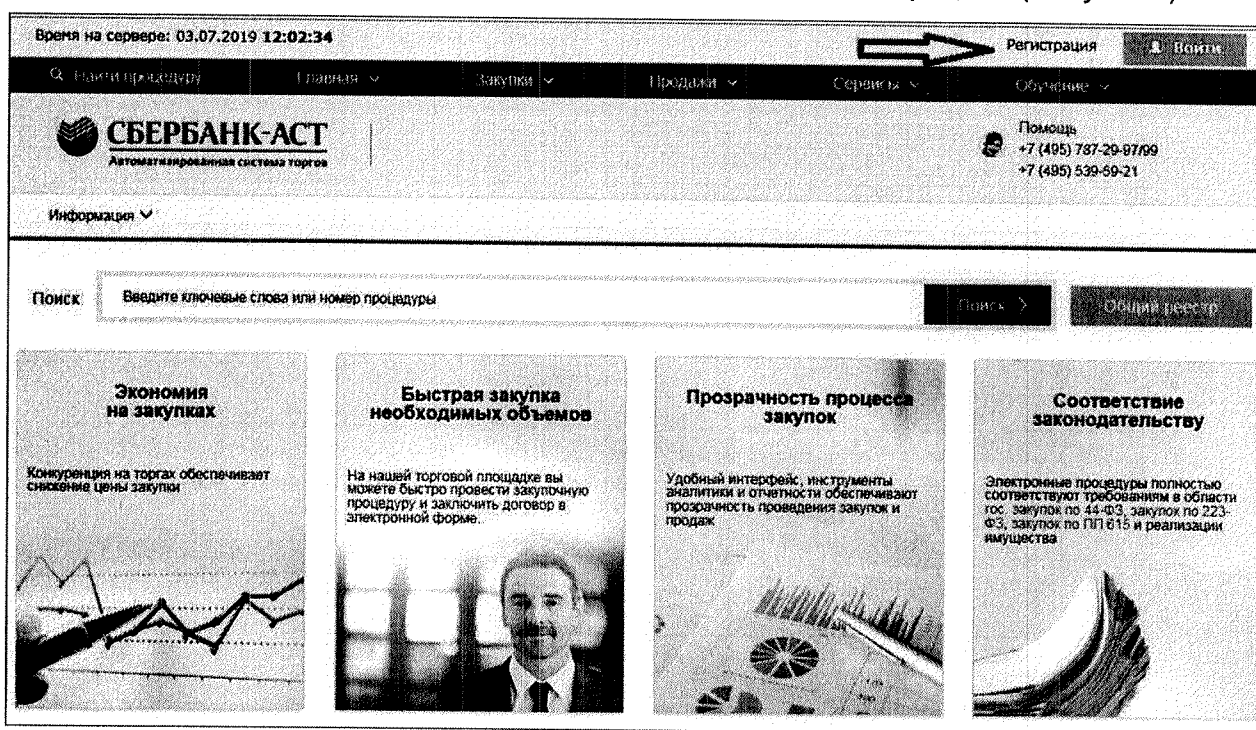 Время на сервере: 03.07.2019 12:02:34
Регистрация
Войти
Найти процедуру
Главная
Закупки
Продажи
Сервисы
Обучение
СБЕРБАНК-АСТ
Автоматизированная система торгов
Помощь
+7 (495) 787-29-97/99
+7 (495) 539-59-21
Информация
Поиск
Введите ключевые слова или номер процедуры
Поиск >
Общий реестр
Экономия
на закупках
Конкуренция на торгах обеспечивает
снижение цены закупки
Быстрая закупка
необходимых объемов
На нашей торговой площадке вы
можете быстро провести закупочную
процедуру и заключить договор в
электронной форме.
Прозрачность процесса
закупок
Удобный интерфейс, инструменты
аналитики и отчетности обеспечивают
прозрачность проведения закупок и
продаж
Соответствие
законодательству
Электронные процедуры полностью
соответствуют требованиям в области
гос. закупок по 44-ФЗ, закупок по 223-
ФЗ, закупок по ПП 615 и реализации
имущества